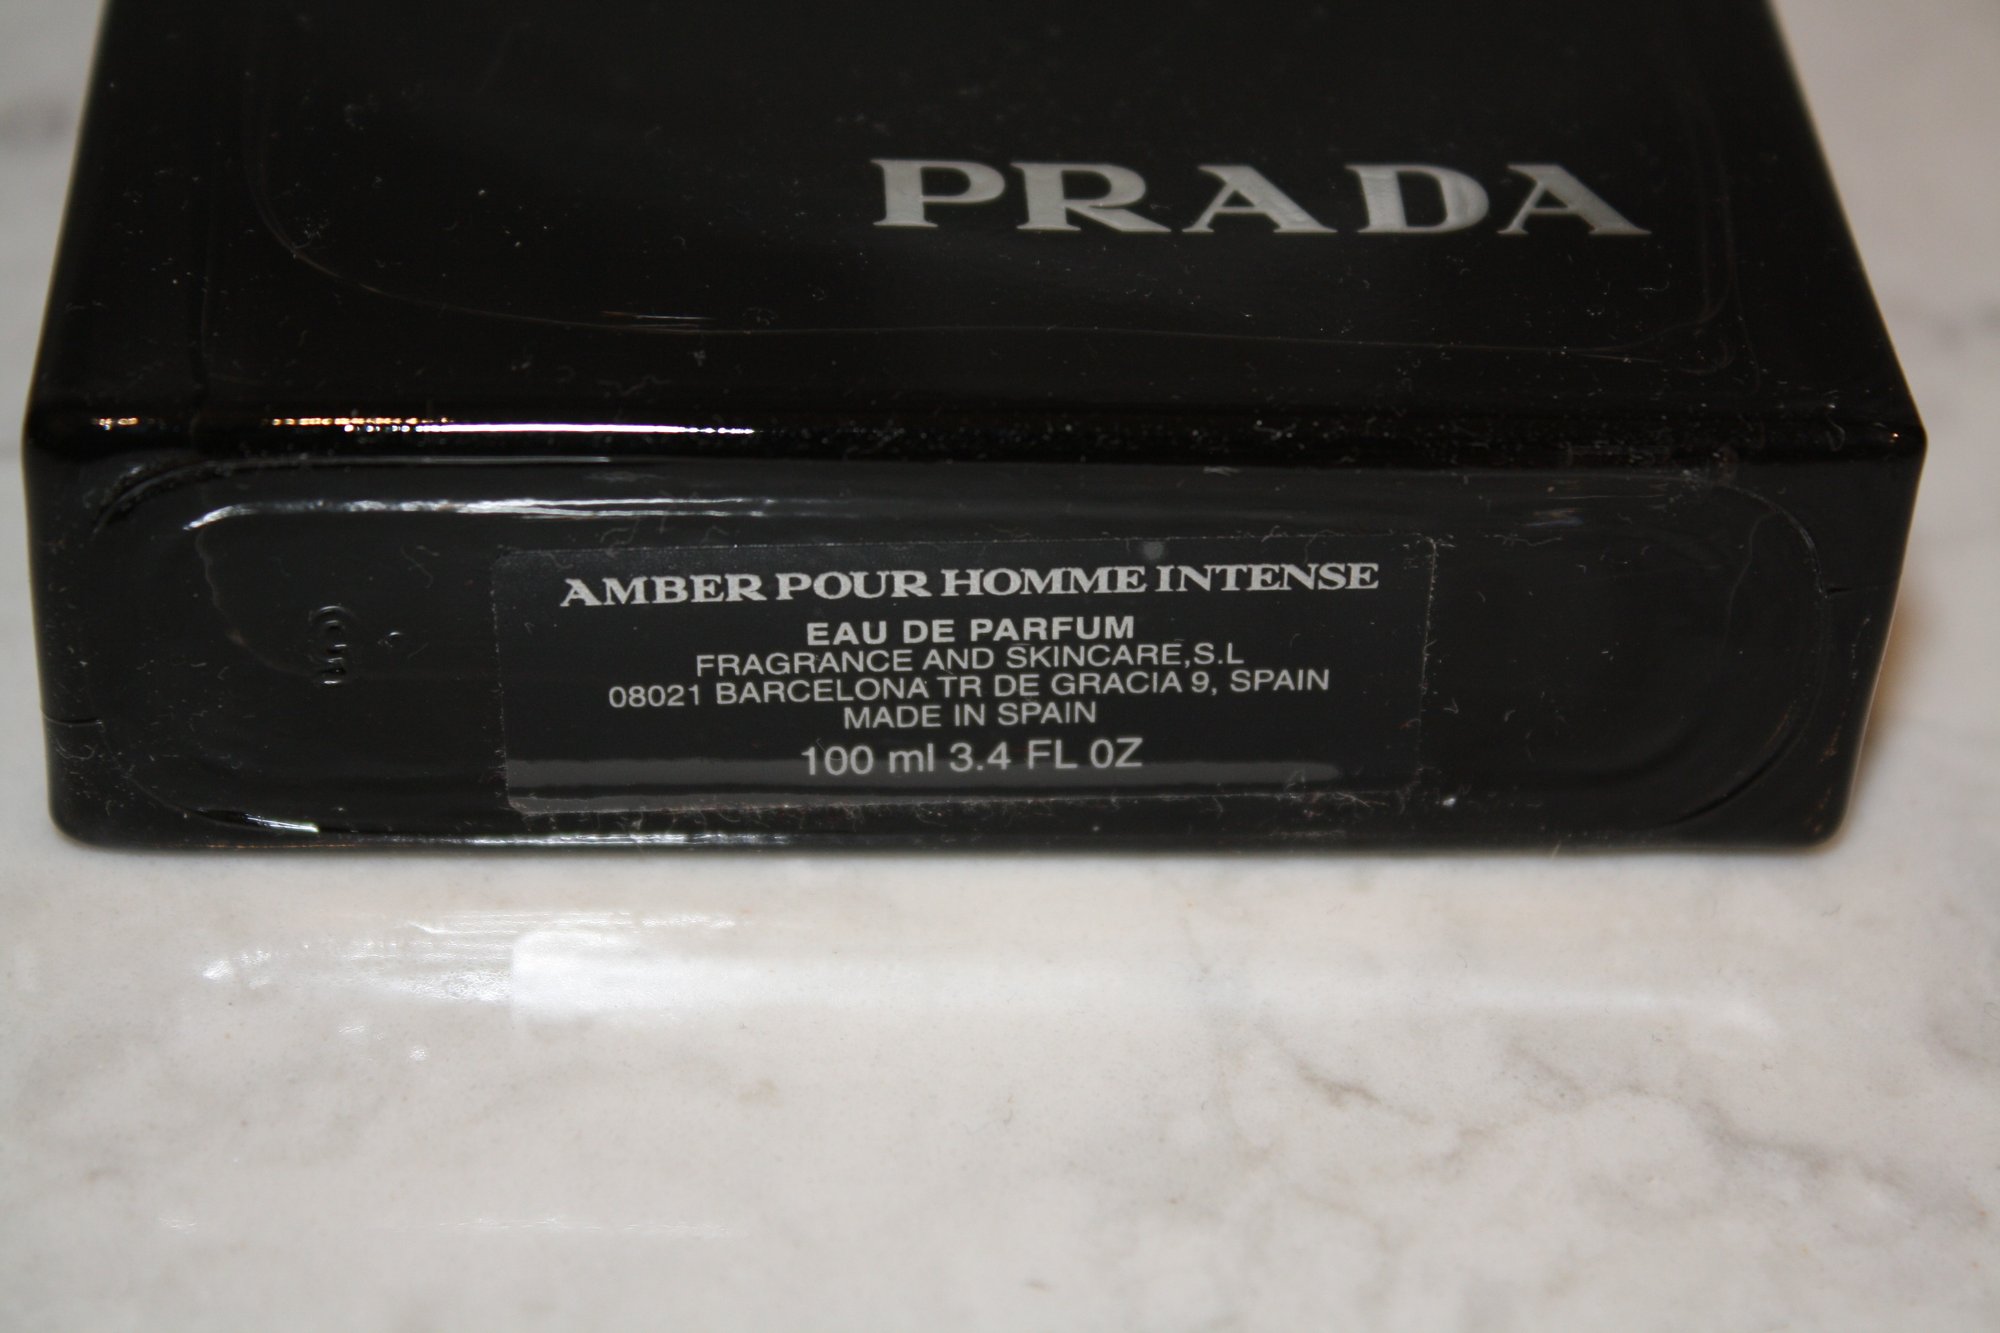 PRADA
AMBER POUR HOMME INTENSE
EAU DE PARFUM
FRAGRANCE AND SKINCARE,S.L
08021 BARCELONA TR DE GRACIA 9, SPAIN
MADE IN SPAIN
100 ml 3.4 FL OZ